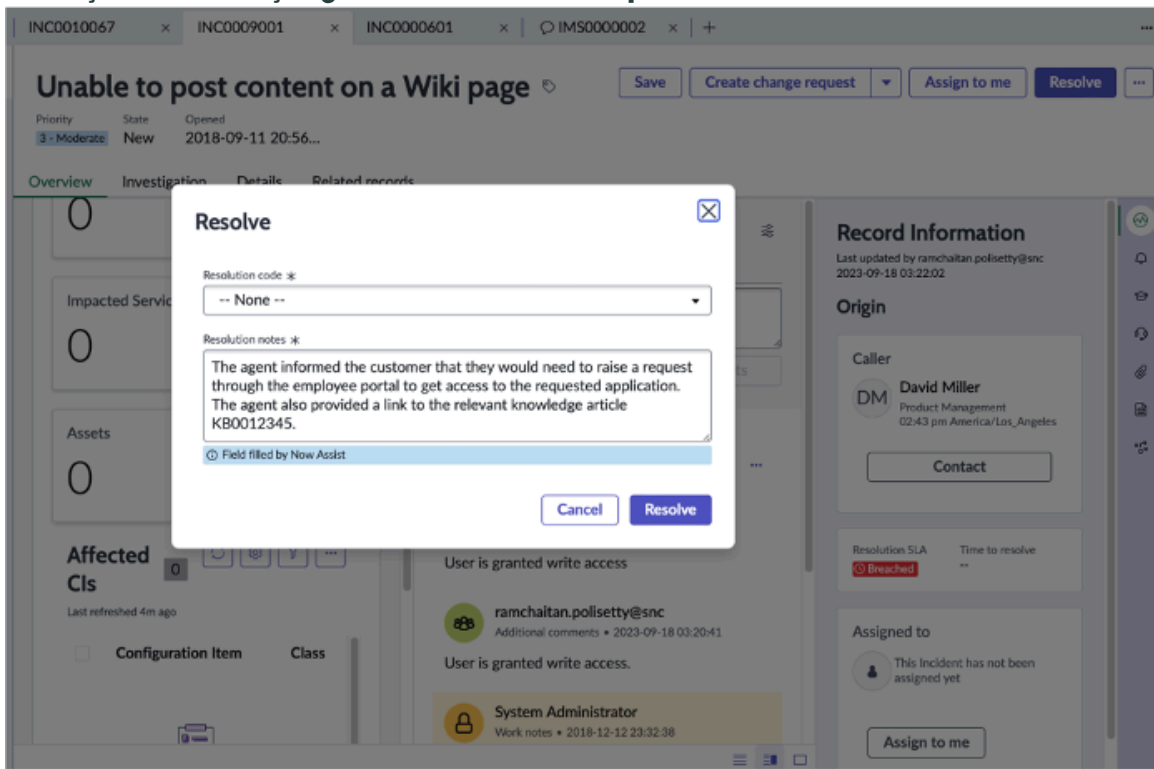 INC0010067
INC0009001
INC0000601
IMS0000002
Unable to post content on a Wiki page
Save
Create change request
Assign to me
Resolve
Priority
State
Opened
3 - Moderate
New
2018-09-11 20:56...
Overview
Investigation
Details
Related records
0
Impacted Servic
0
Assets
0
Affected CIs
0
Last refreshed 4m ago
Configuration Item
Class
Resolve
Resolution code *
-- None --
Resolution notes *
The agent informed the customer that they would need to raise a request
through the employee portal to get access to the requested application.
The agent also provided a link to the relevant knowledge article
KB0012345.
Field filled by Now Assist
Cancel
Resolve
User is granted write access
ramchaitan.polisetty@snc
Additional comments • 2023-09-18 03:20:41
User is granted write access.
System Administrator
Work notes • 2018-12-12 23:32:38
Record Information
Last updated by ramchaitan.polisetty@snc
2023-09-18 03:22:02
Origin
Caller
DM
David Miller
Product Management
02:43 pm America/Los_Angeles
Contact
Resolution SLA
Time to resolve
Breached
--
Assigned to
This Incident has not been
assigned yet
Assign to me